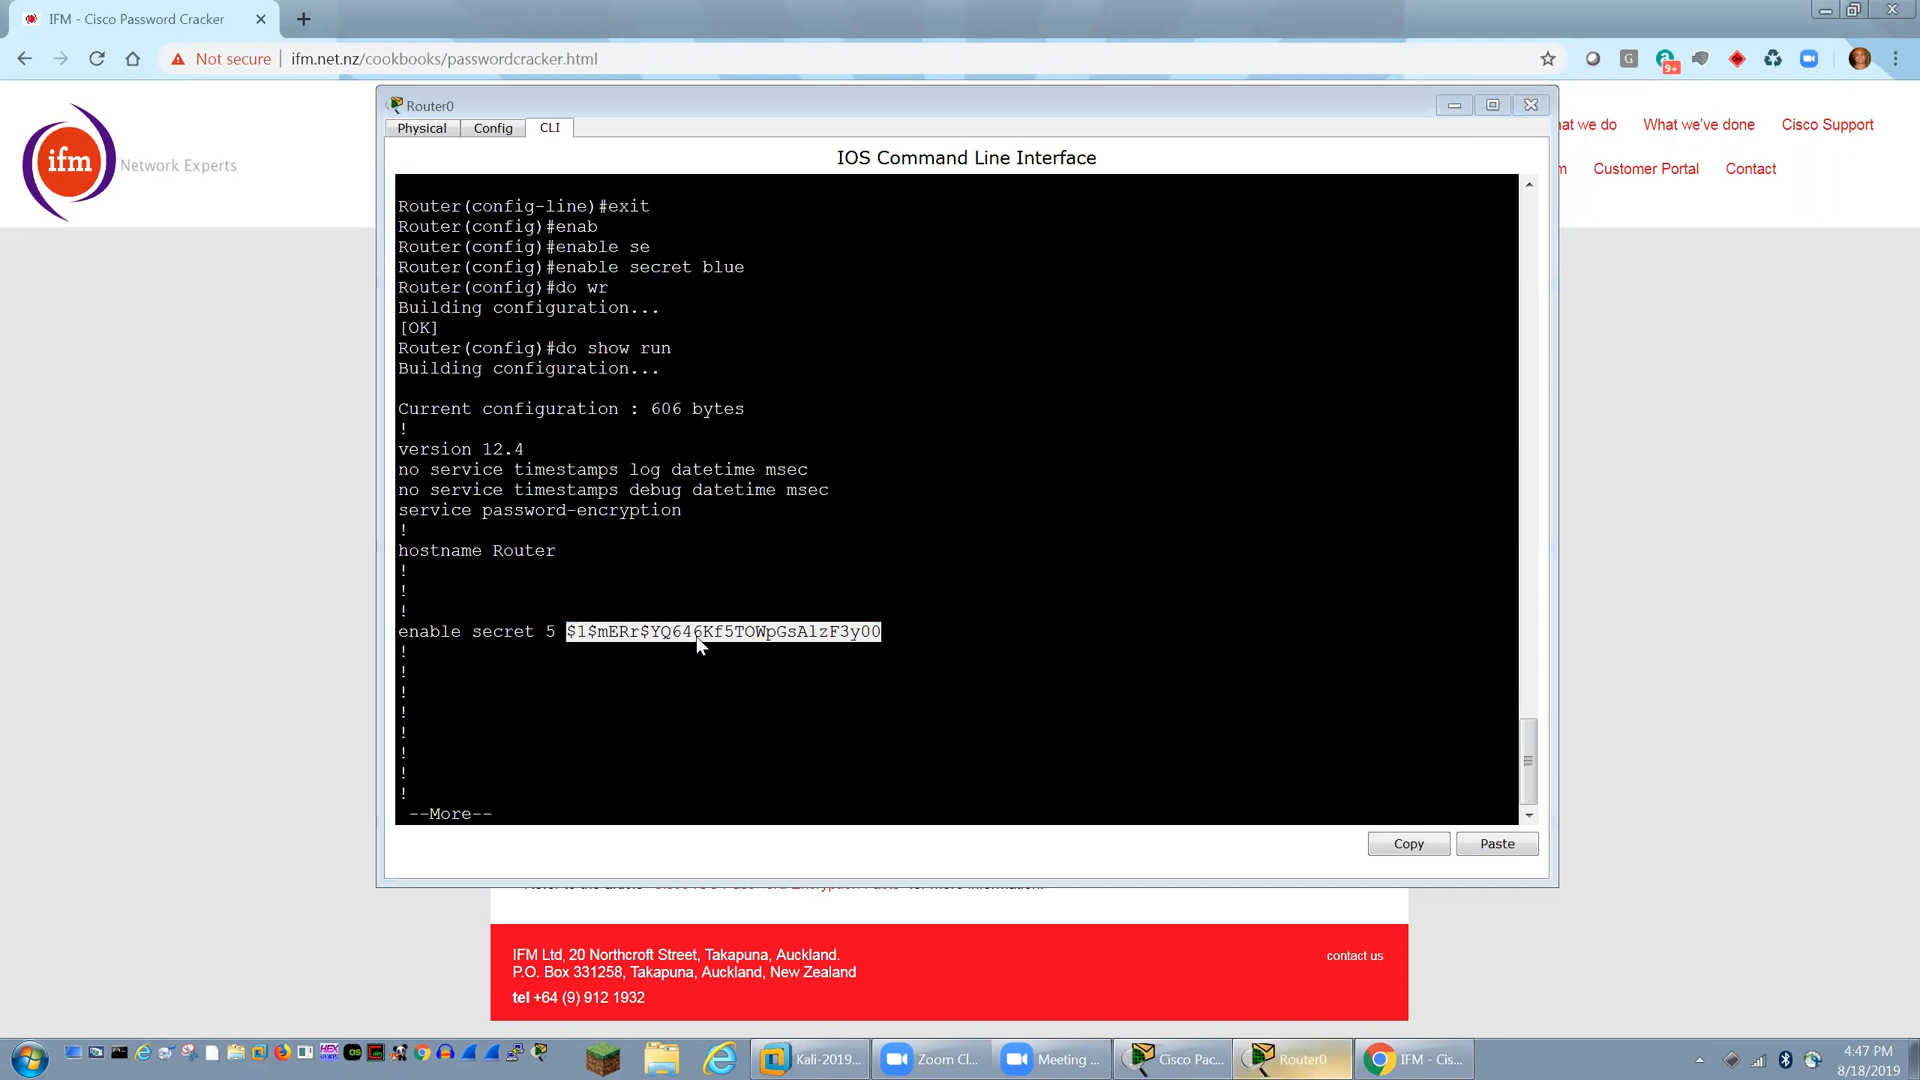 IFM - Cisco Password Cracker
Not secure
ifm.net.nz/cookbooks/passwordcracker.html
G
9+
ifm
Network Experts
at we do
What we've done
Cisco Support
Customer Portal
Contact
Router0
Physical
Config
CLI
IOS Command Line Interface
Router(config-line)#exit
Router(config)#enab
Router(config)#enable se
Router(config)#enable secret blue
Router(config)#do wr
Building configuration...
[OK]
Router(config)#do show run
Building configuration...
Current configuration : 606 bytes
!
version 12.4
no service timestamps log datetime msec
no service timestamps debug datetime msec
service password-encryption
!
hostname Router
!
!
!
enable secret 5 $1$mERr$YQ646Kf5TOWpGsAlzF3y00
!
!
!
!
!
!
!
!
--More--
Copy
Paste
IFM Ltd, 20 Northcroft Street, Takapuna, Auckland.
P.O. Box 331258, Takapuna, Auckland, New Zealand
tel +64 (9) 912 1932
contact us
Kali-2019...
Zoom Cl...
Meeting ...
Cisco Pac...
Router0
IFM - Cis...
4:47 PM
8/18/2019